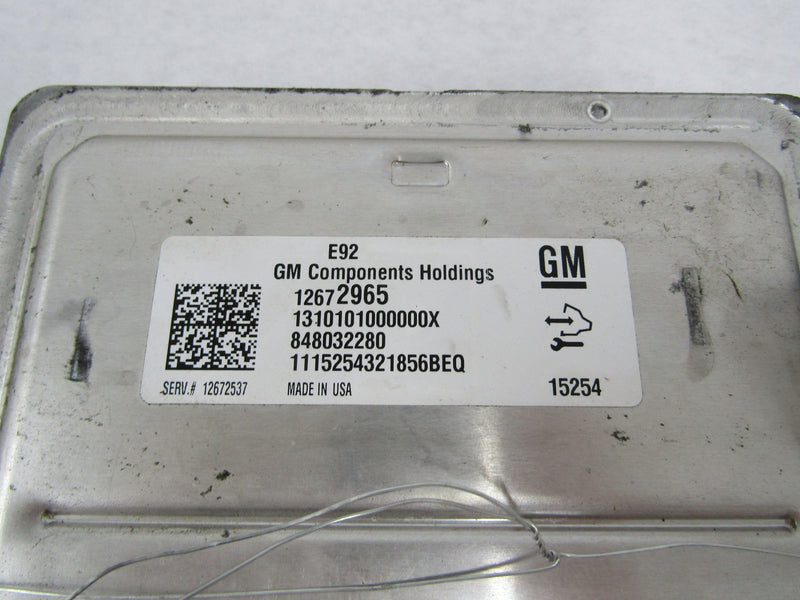 E92
GM Components Holdings
GM
12672965
1310101000000X
848032280
1115254321856BEQ
SERV.# 12672537
MADE IN USA
15254